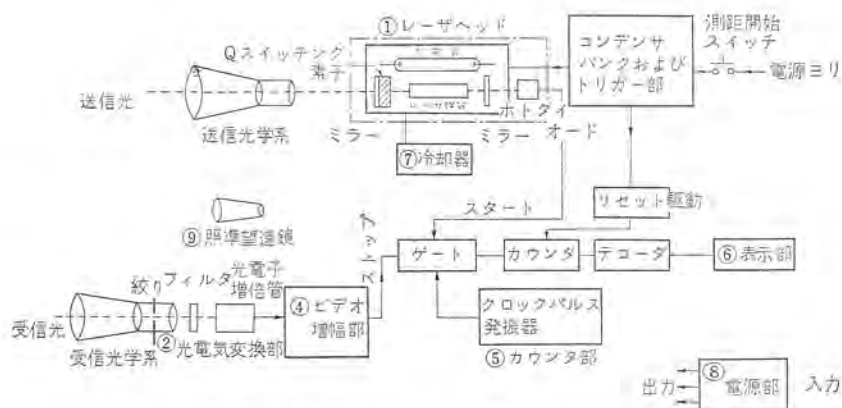 ①レーザヘッド
Qスイッチング
素子
コンデンサ
バンクおよび
トリガー部
測距開始
スイッチ
電源ヨリ
送信光
送信光学系
ミラー
ミラー
ホトダイ
オード
⑦冷却器
リセット駆動
スタート
ストップ
⑨照準望遠鏡
ゲート
カウンタ
デコーダ
⑥表示部
絞り
フィルタ
光電子
増倍管
④ビデオ
増幅部
クロックパルス
発振器
受信光
受信光学系
②光電気変換部
⑤カウンタ部
出力
⑧
電源部
入力